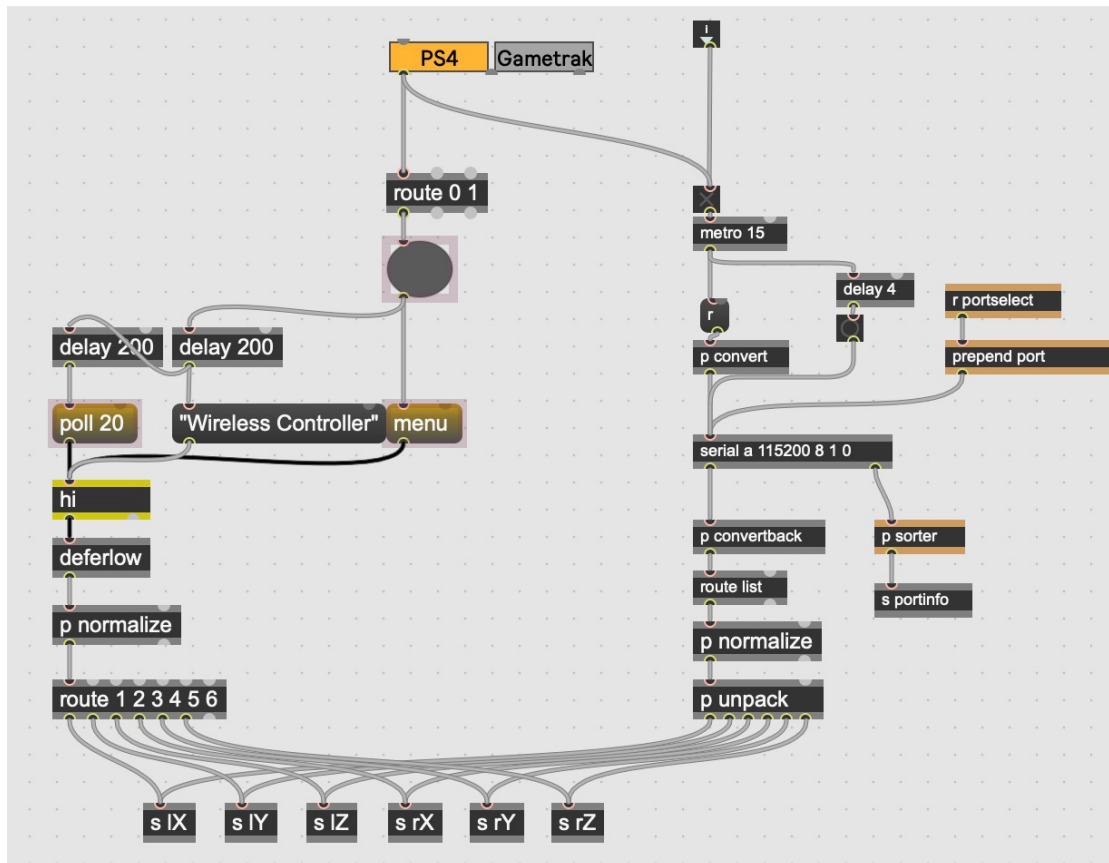 PS4
Gametrak
route 0 1
metro 15
delay 4
r portselect
r
delay 200
delay 200
p convert
prepend port
poll 20
"Wireless Controller"
menu
serial a 115200 8 1 0
hi
p convertback
p sorter
deferlow
route list
s portinfo
p normalize
p normalize
route 1 2 3 4 5 6
p unpack
s lX
s lY
s lZ
s rX
s rY
s rZ